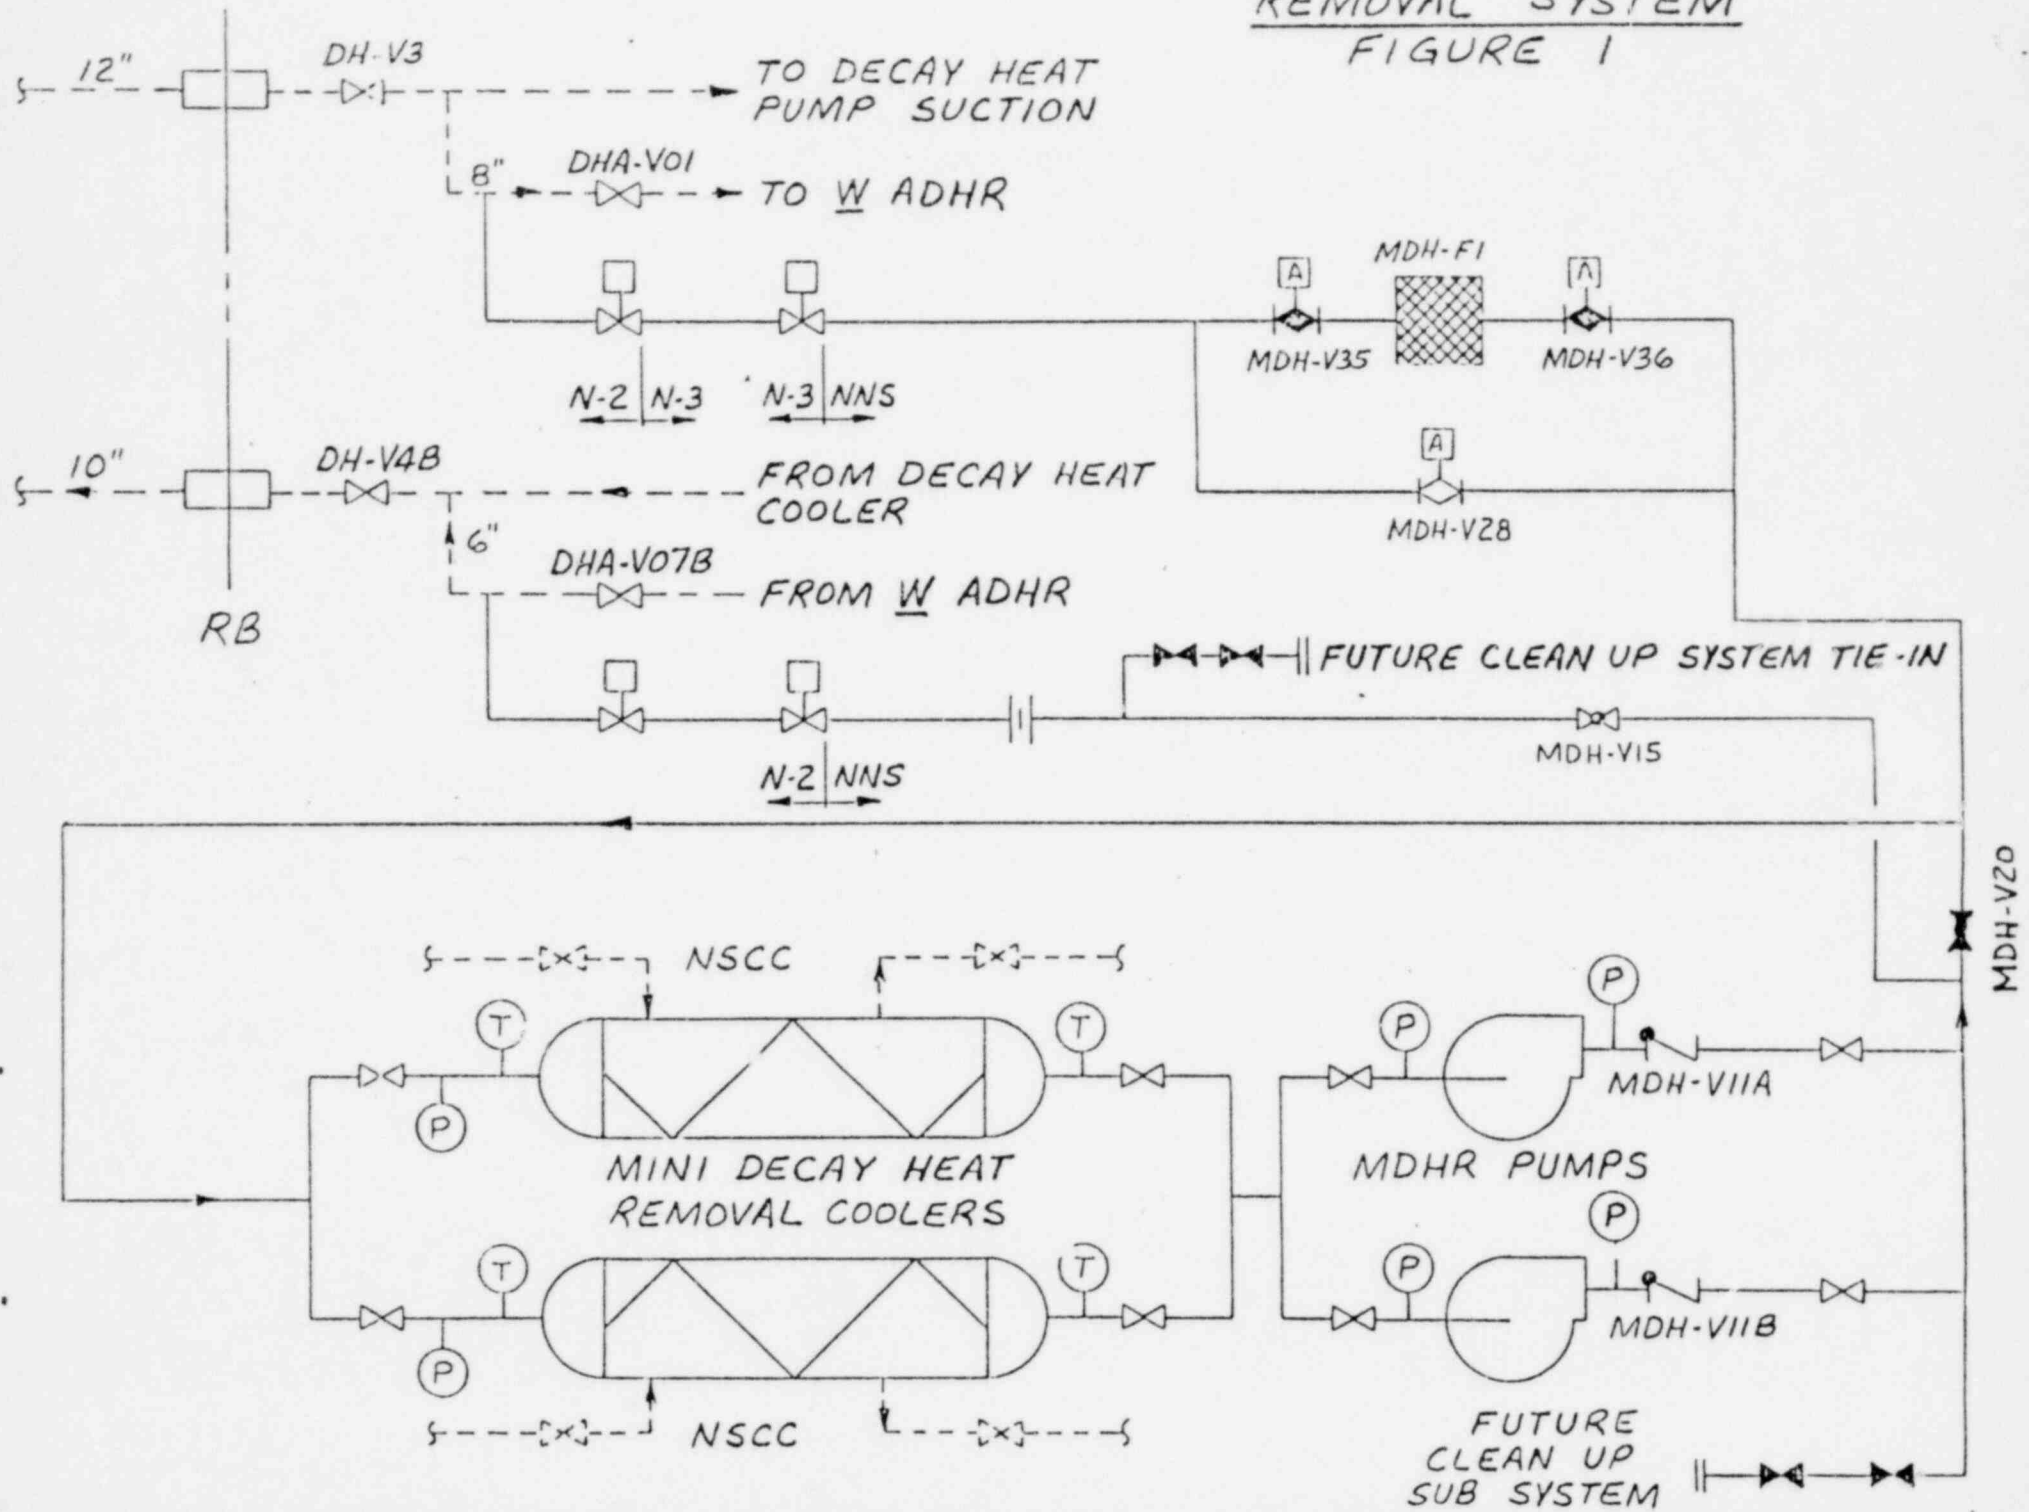 REMOVAL SYSTEM
FIGURE 1
12"
DH-V3
TO DECAY HEAT
PUMP SUCTION
8"
DHA-V01
TO W ADHR
MDH-F1
A
A
MDH-V35
MDH-V36
N-2
N-3
N-3
NNS
A
MDH-V28
10"
DH-V4B
FROM DECAY HEAT
COOLER
6"
DHA-V07B
FROM W ADHR
RB
FUTURE CLEAN UP SYSTEM TIE-IN
MDH-V15
N-2
NNS
MDH-V20
NSCC
T
T
P
P
P
MDH-V11A
MINI DECAY HEAT
REMOVAL COOLERS
MDHR PUMPS
T
T
P
P
P
MDH-V11B
NSCC
FUTURE
CLEAN UP
SUB SYSTEM